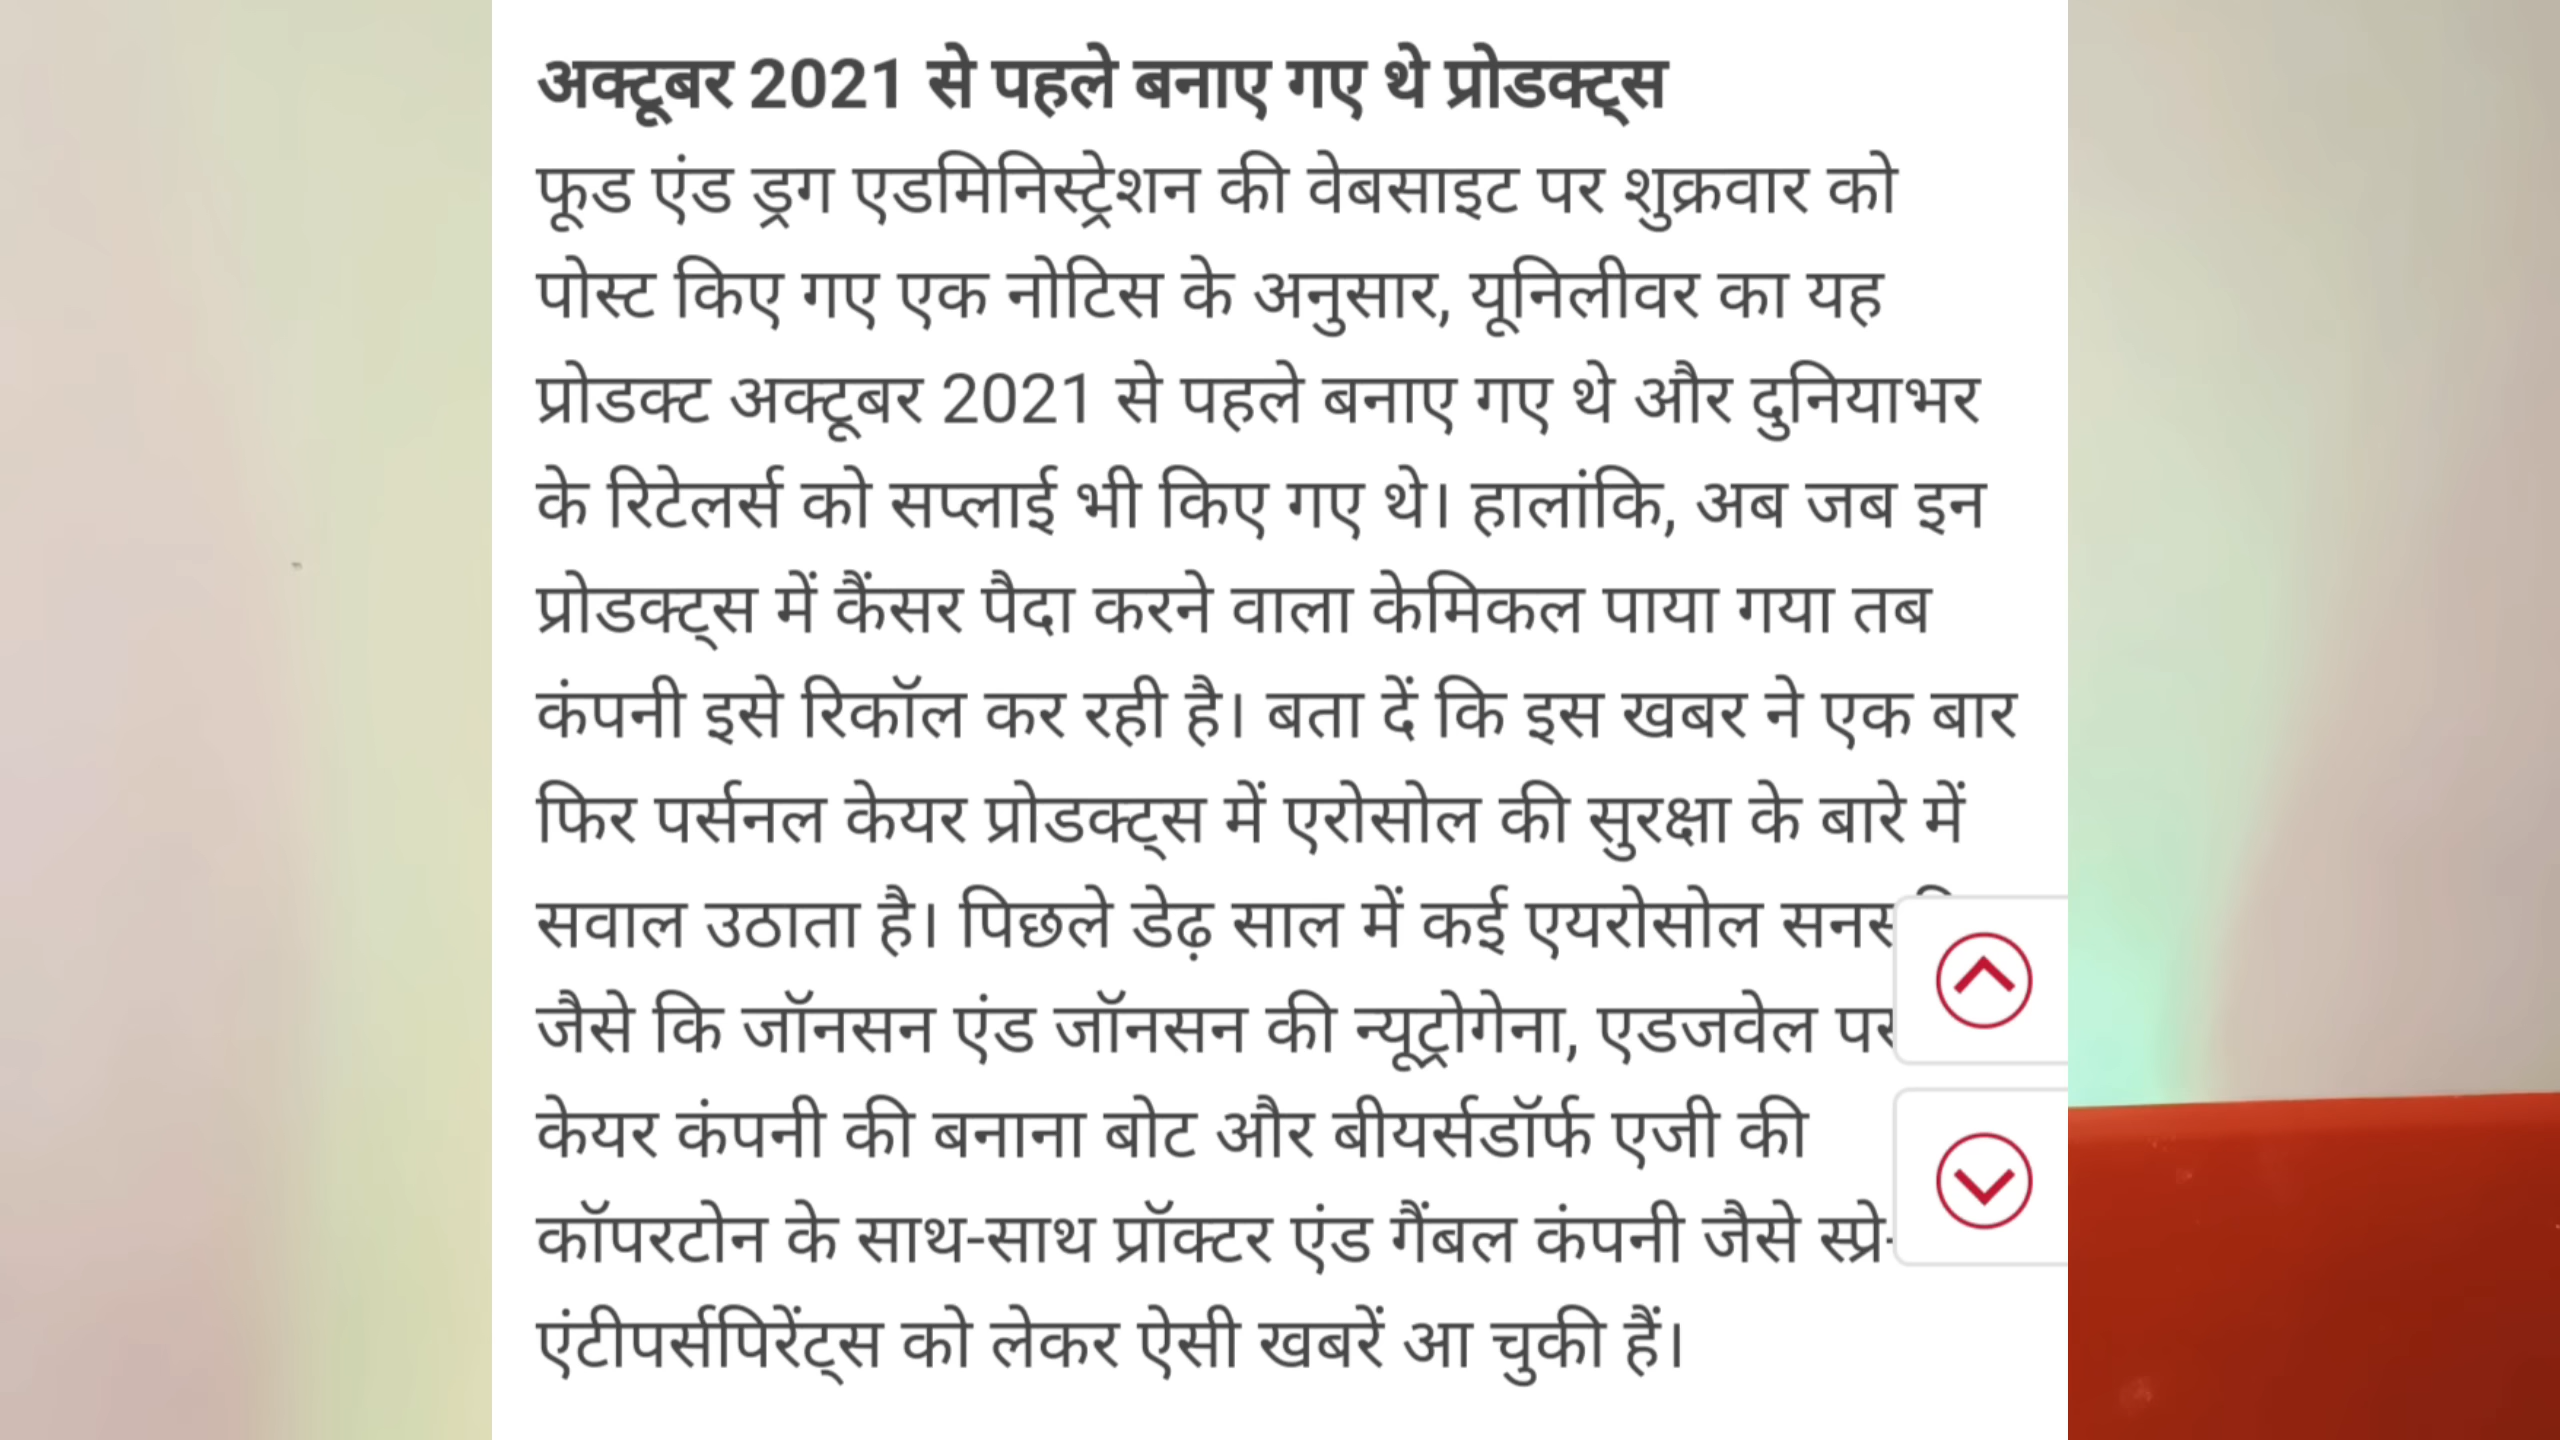 अक्टूबर 2021 से पहले बनाए गए थे प्रोडक्ट्स
फूड एंड ड्रग एडमिनिस्ट्रेशन की वेबसाइट पर शुक्रवार को
पोस्ट किए गए एक नोटिस के अनुसार, यूनिलीवर का यह
प्रोडक्ट अक्टूबर 2021 से पहले बनाए गए थे और दुनियाभर
के रिटेलर्स को सप्लाई भी किए गए थे। हालांकि, अब जब इन
प्रोडक्ट्स में कैंसर पैदा करने वाला केमिकल पाया गया तब
कंपनी इसे रिकॉल कर रही है। बता दें कि इस खबर ने एक बार
फिर पर्सनल केयर प्रोडक्ट्स में एरोसोल की सुरक्षा के बारे में
सवाल उठाता है। पिछले डेढ़ साल में कई एयरोसोल
जैसे कि जॉनसन एंड जॉनसन की न्यूट्रोगेना, एडजवेल
केयर कंपनी की बनाना बोट और बीयर्सडॉर्फ एजी की
कॉपरटोन के साथ-साथ प्रॉक्टर एंड गैंबल कंपनी जैसे स्प्रे-
एंटीपर्सपिरेंट्स को लेकर ऐसी खबरें आ चुकी हैं।